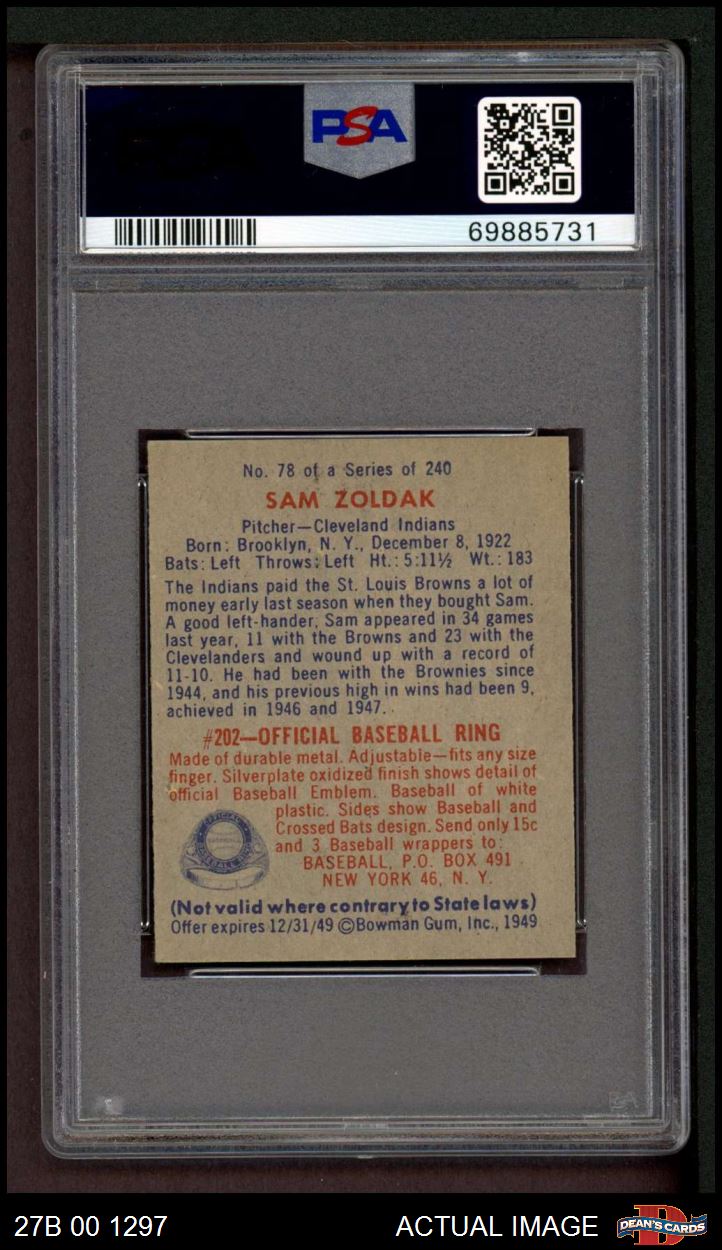 PSA
69885731
No. 78 of a Series of 240
SAM ZOLDAK
Pitcher—Cleveland Indians
Born: Brooklyn, N. Y., December 8, 1922
Bats: Left Throws: Left Ht.: 5:11½ Wt.: 183
The Indians paid the St. Louis Browns a lot of
money early last season when they bought Sam.
A good left-hander, Sam appeared in 34 games
last year, 11 with the Browns and 23 with the
Clevelanders and wound up with a record of
11-10. He had been with the Brownies since
1944, and his previous high in wins had been 9,
achieved in 1946 and 1947.
#202—OFFICIAL BASEBALL RING
Made of durable metal. Adjustable—fits any size
finger. Silverplate oxidized finish shows detail of
official Baseball Emblem. Baseball of white
plastic. Sides show Baseball and
Crossed Bats design. Send only 15c
and 3 Baseball wrappers to:
BASEBALL, P.O. BOX 491
NEW YORK 46, N. Y.
OFFICIAL
BASEBALL RING
(Not valid where contrary to State laws)
Offer expires 12/31/49 ©Bowman Gum, Inc., 1949
27B 00 1297
ACTUAL IMAGE
DEAN'S CARDS